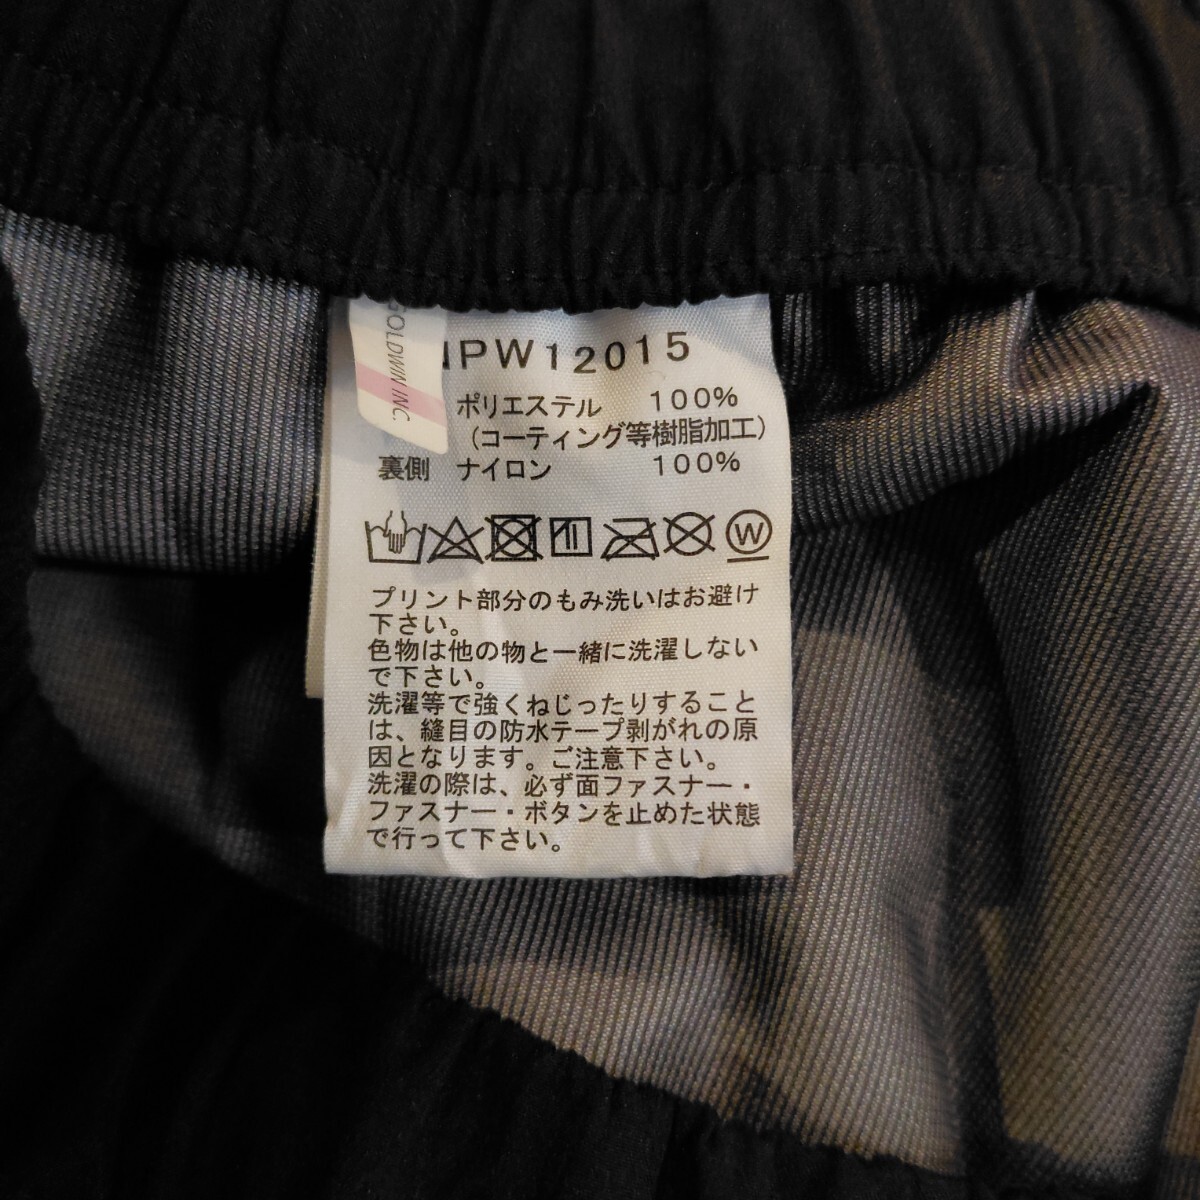 GOLDWIN INC.
NPW12015
ポリエステル 100%
(コーティング等樹脂加工)
裏側 ナイロン 100%
W
プリント部分のもみ洗いはお避け
下さい。
色物は他の物と一緒に洗濯しない
で下さい。
洗濯等で強くねじったりすること
は、縫目の防水テープ剥がれの原
因となります。ご注意下さい。
洗濯の際は、必ず面ファスナー・
ファスナー・ボタンを止めた状態
で行って下さい。